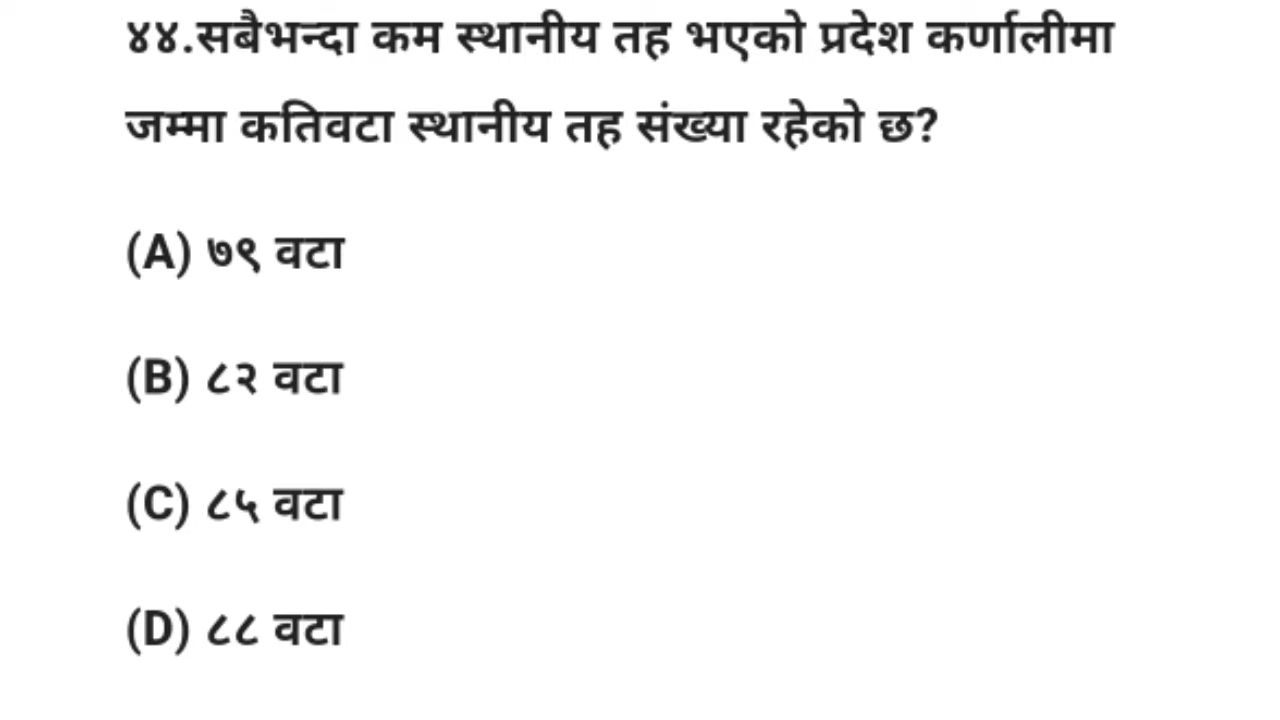 ४४.सबैभन्दा कम स्थानीय तह भएको प्रदेश कर्णालीमा
जम्मा कतिवटा स्थानीय तह संख्या रहेको छ?
(A) ७९ वटा
(B) ८२ वटा
(C) ८५ वटा
(D) ८८ वटा